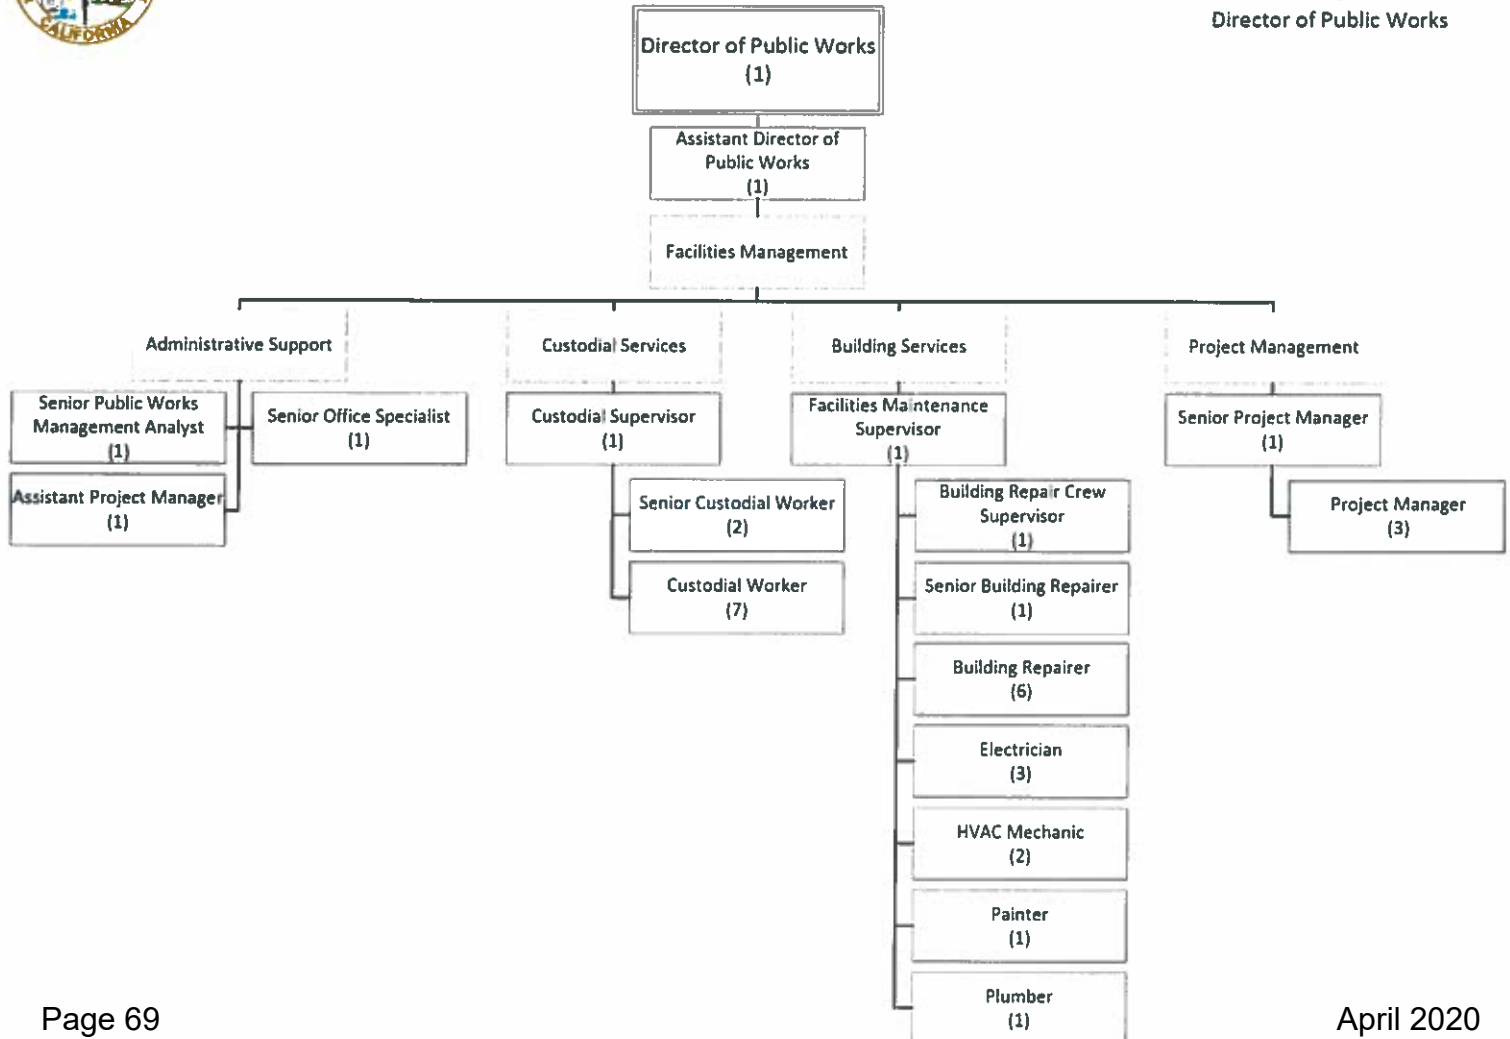 CALIFORNIA
Director of Public Works
Director of Public Works
(1)
Assistant Director of
Public Works
(1)
Facilities Management
Administrative Support
Custodial Services
Building Services
Project Management
Senior Public Works
Management Analyst
(1)
Senior Office Specialist
(1)
Assistant Project Manager
(1)
Custodial Supervisor
(1)
Senior Custodial Worker
(2)
Custodial Worker
(7)
Facilities Maintenance
Supervisor
(1)
Building Repair Crew
Supervisor
(1)
Senior Building Repairer
(1)
Building Repairer
(6)
Electrician
(3)
HVAC Mechanic
(2)
Painter
(1)
Plumber
(1)
Senior Project Manager
(1)
Project Manager
(3)
Page 69
April 2020